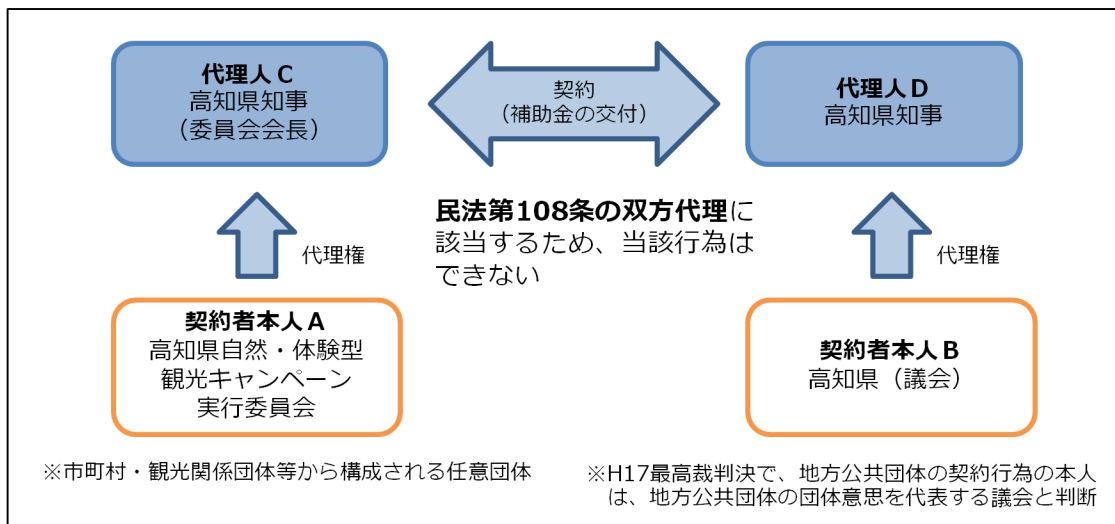 代理人C
高知県知事
（委員会会長）
契約
（補助金の交付）
代理人D
高知県知事
民法第108条の双方代理に
該当するため、当該行為は
できない
代理権
代理権
契約者本人A
高知県自然・体験型
観光キャンペーン
実行委員会
契約者本人B
高知県（議会）
※市町村・観光関係団体等から構成される任意団体
※H17最高裁判決で、地方公共団体の契約行為の本人
は、地方公共団体の団体意思を代表する議会と判断